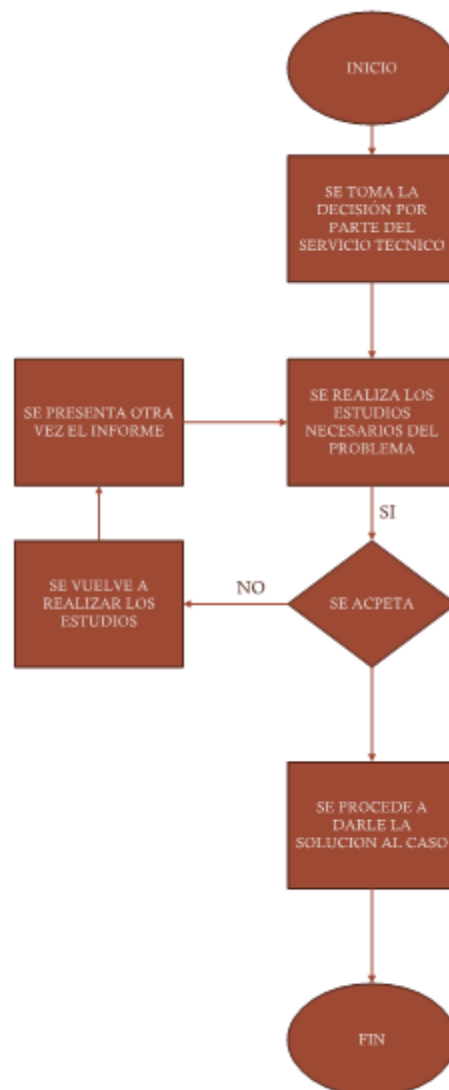 INICIO
SE TOMA LA
DECISIÓN POR
PARTE DEL
SERVICIO TECNICO
SE PRESENTA OTRA
VEZ EL INFORME
SE REALIZA LOS
ESTUDIOS
NECESARIOS DEL
PROBLEMA
SI
SE VUELVE A
REALIZAR LOS
ESTUDIOS
NO
SE ACPETA
SE PROCEDE A
DARLE LA
SOLUCION AL CASO
FIN